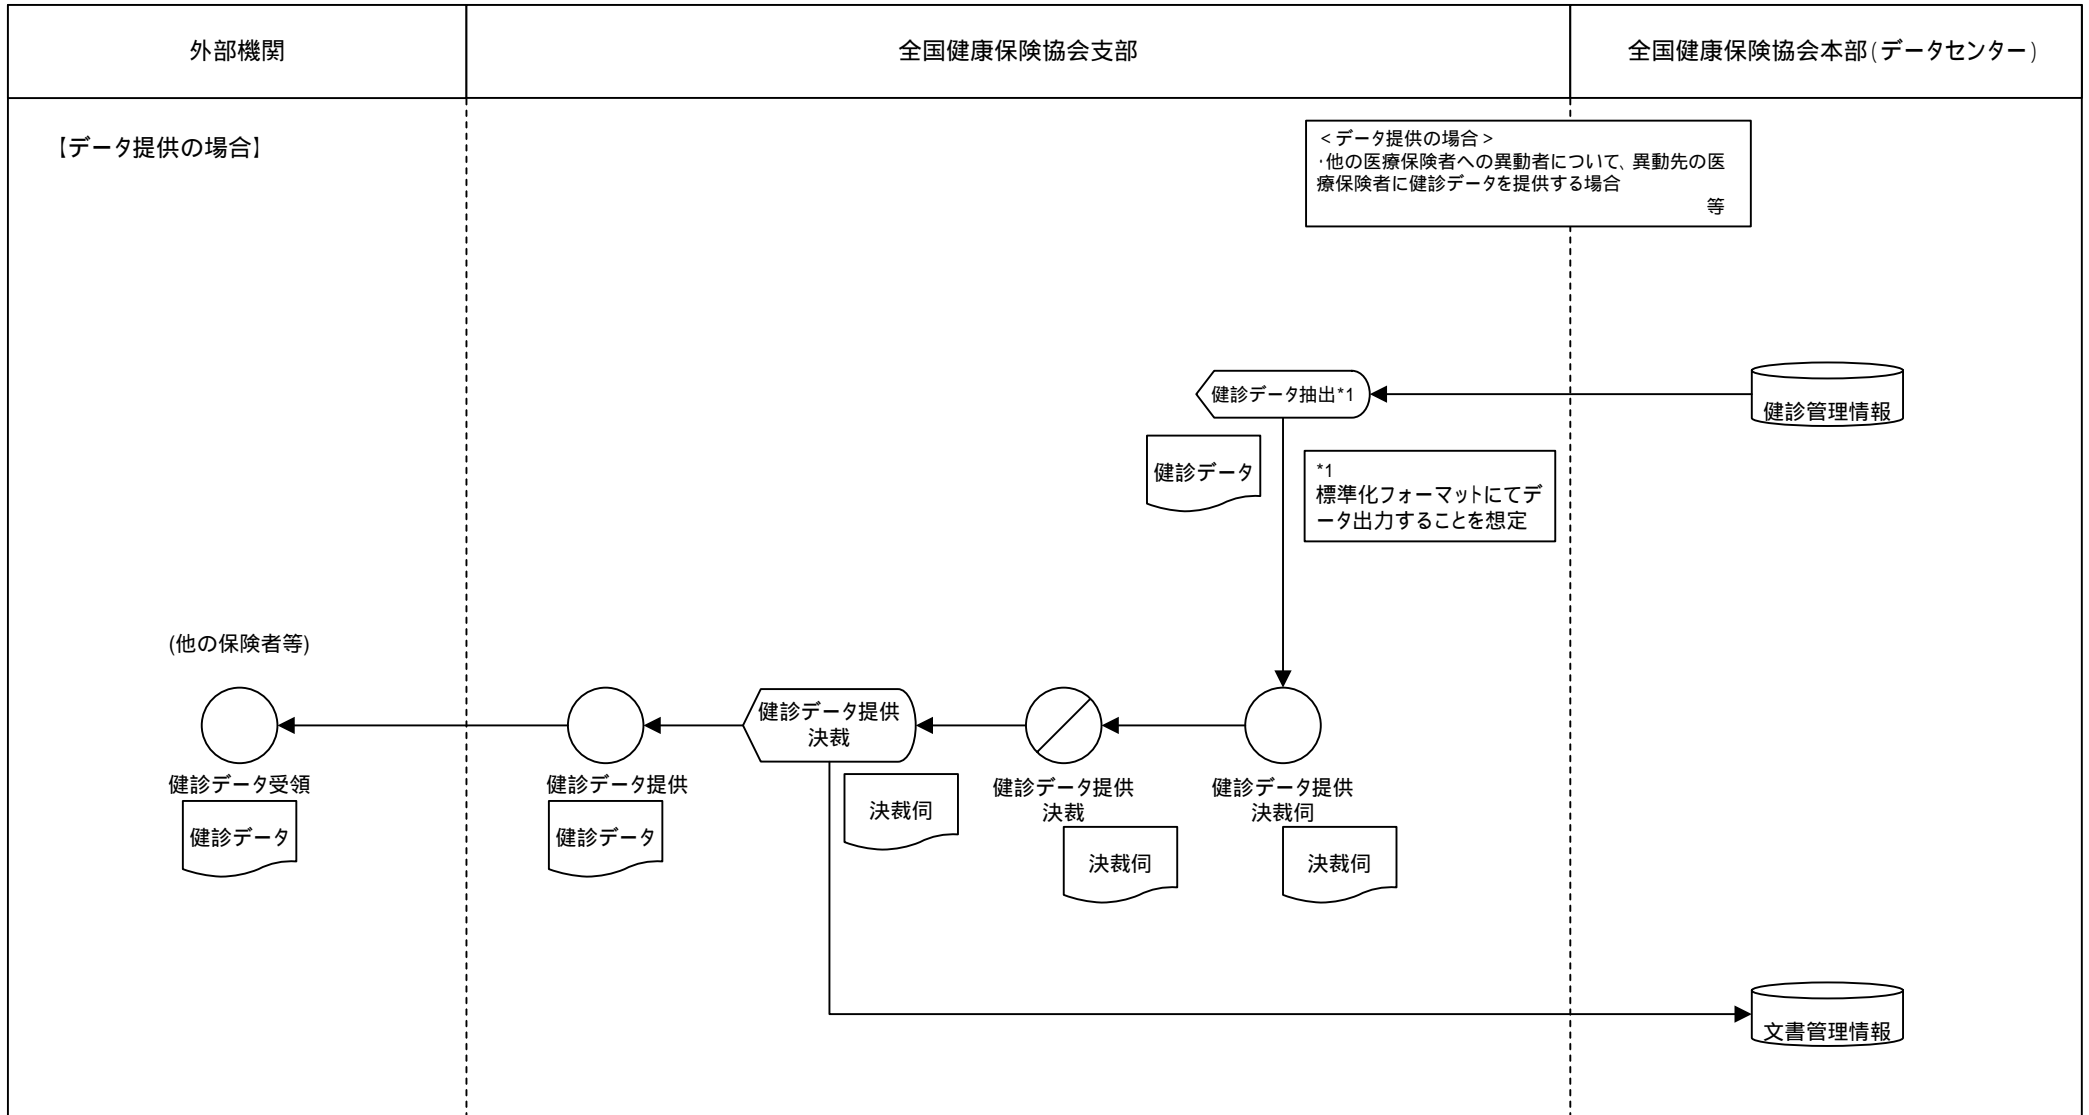 外部機関
全国健康保険協会支部
全国健康保険協会本部(データセンター)
【データ提供の場合】
<データ提供の場合>
・他の医療保険者への異動者について、異動先の医
療保険者に健診データを提供する場合
等
健診データ抽出*1
健診管理情報
健診データ
*1
標準化フォーマットにてデ
ータ出力することを想定
(他の保険者等)
健診データ受領
健診データ
健診データ提供
健診データ
健診データ提供
決裁
決裁伺
健診データ提供
決裁
決裁伺
健診データ提供
決裁伺
決裁伺
文書管理情報